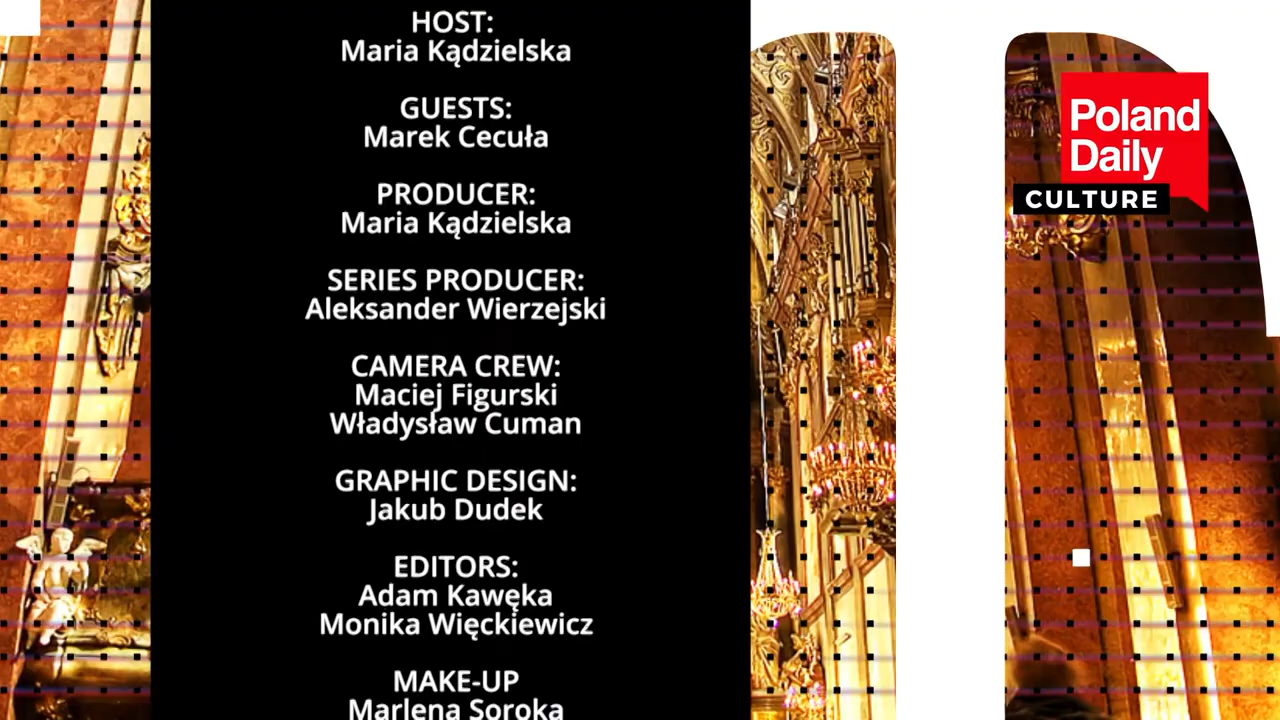 HOST:
Maria Kądzielska
GUESTS:
Marek Cecuła
PRODUCER:
Maria Kądzielska
SERIES PRODUCER:
Aleksander Wierzejski
CAMERA CREW:
Maciej Figurski
Władysław Cuman
GRAPHIC DESIGN:
Jakub Dudek
EDITORS:
Adam Kawęka
Monika Więckiewicz
MAKE-UP
Marlena Soroka
Poland
Daily
CULTURE